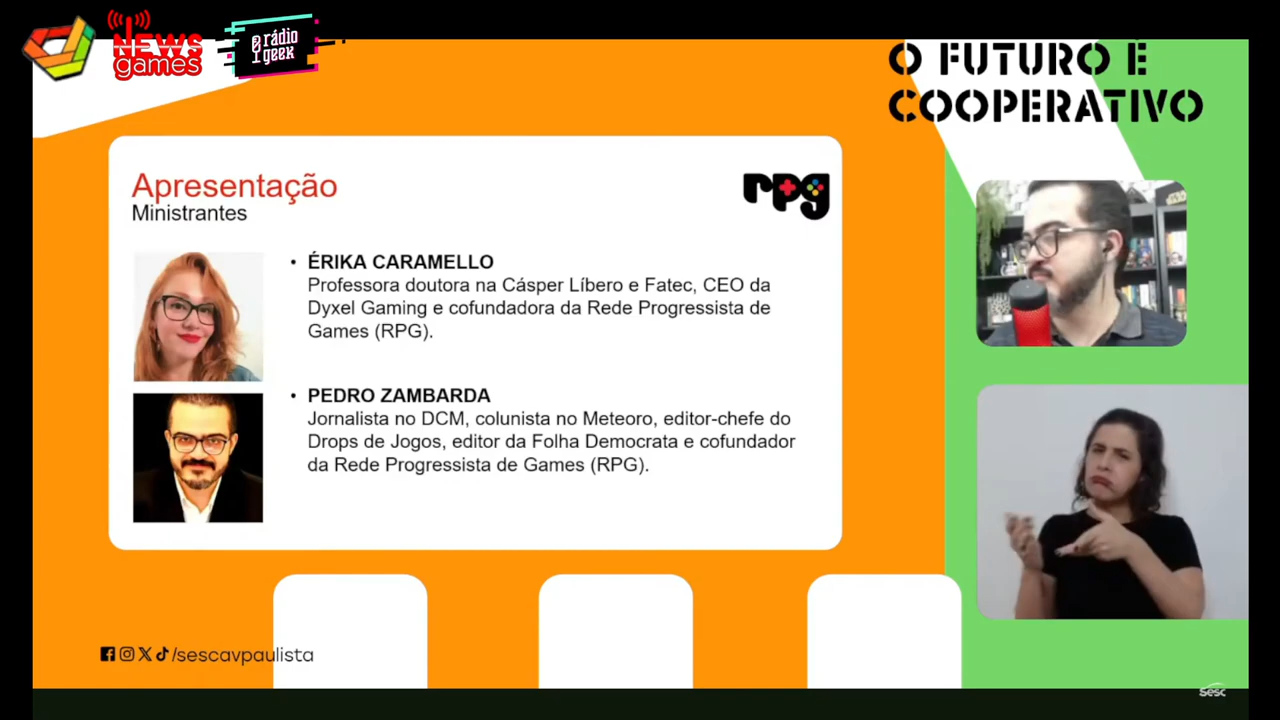 NEWS
games
rádio
geek
O FUTURO É
COOPERATIVO
Apresentação
Ministrantes
rpg
• ÉRIKA CARAMELLO
Professora doutora na Cásper Líbero e Fatec, CEO da
Dyxel Gaming e cofundadora da Rede Progressista de
Games (RPG).
• PEDRO ZAMBARDA
Jornalista no DCM, colunista no Meteoro, editor-chefe do
Drops de Jogos, editor da Folha Democrata e cofundador
da Rede Progressista de Games (RPG).
/sescavpaulista
Sesc